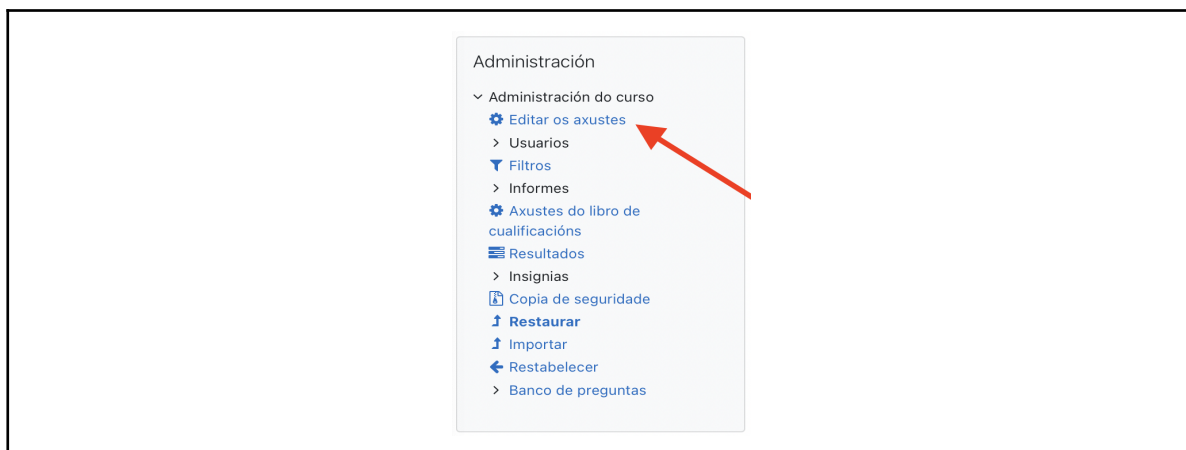 Administración
Administración do curso
Editar os axustes
Usuarios
Filtros
Informes
Axustes do libro de
cualificacións
Resultados
Insignias
Copia de seguridade
Restaurar
Importar
Restabelecer
Banco de preguntas